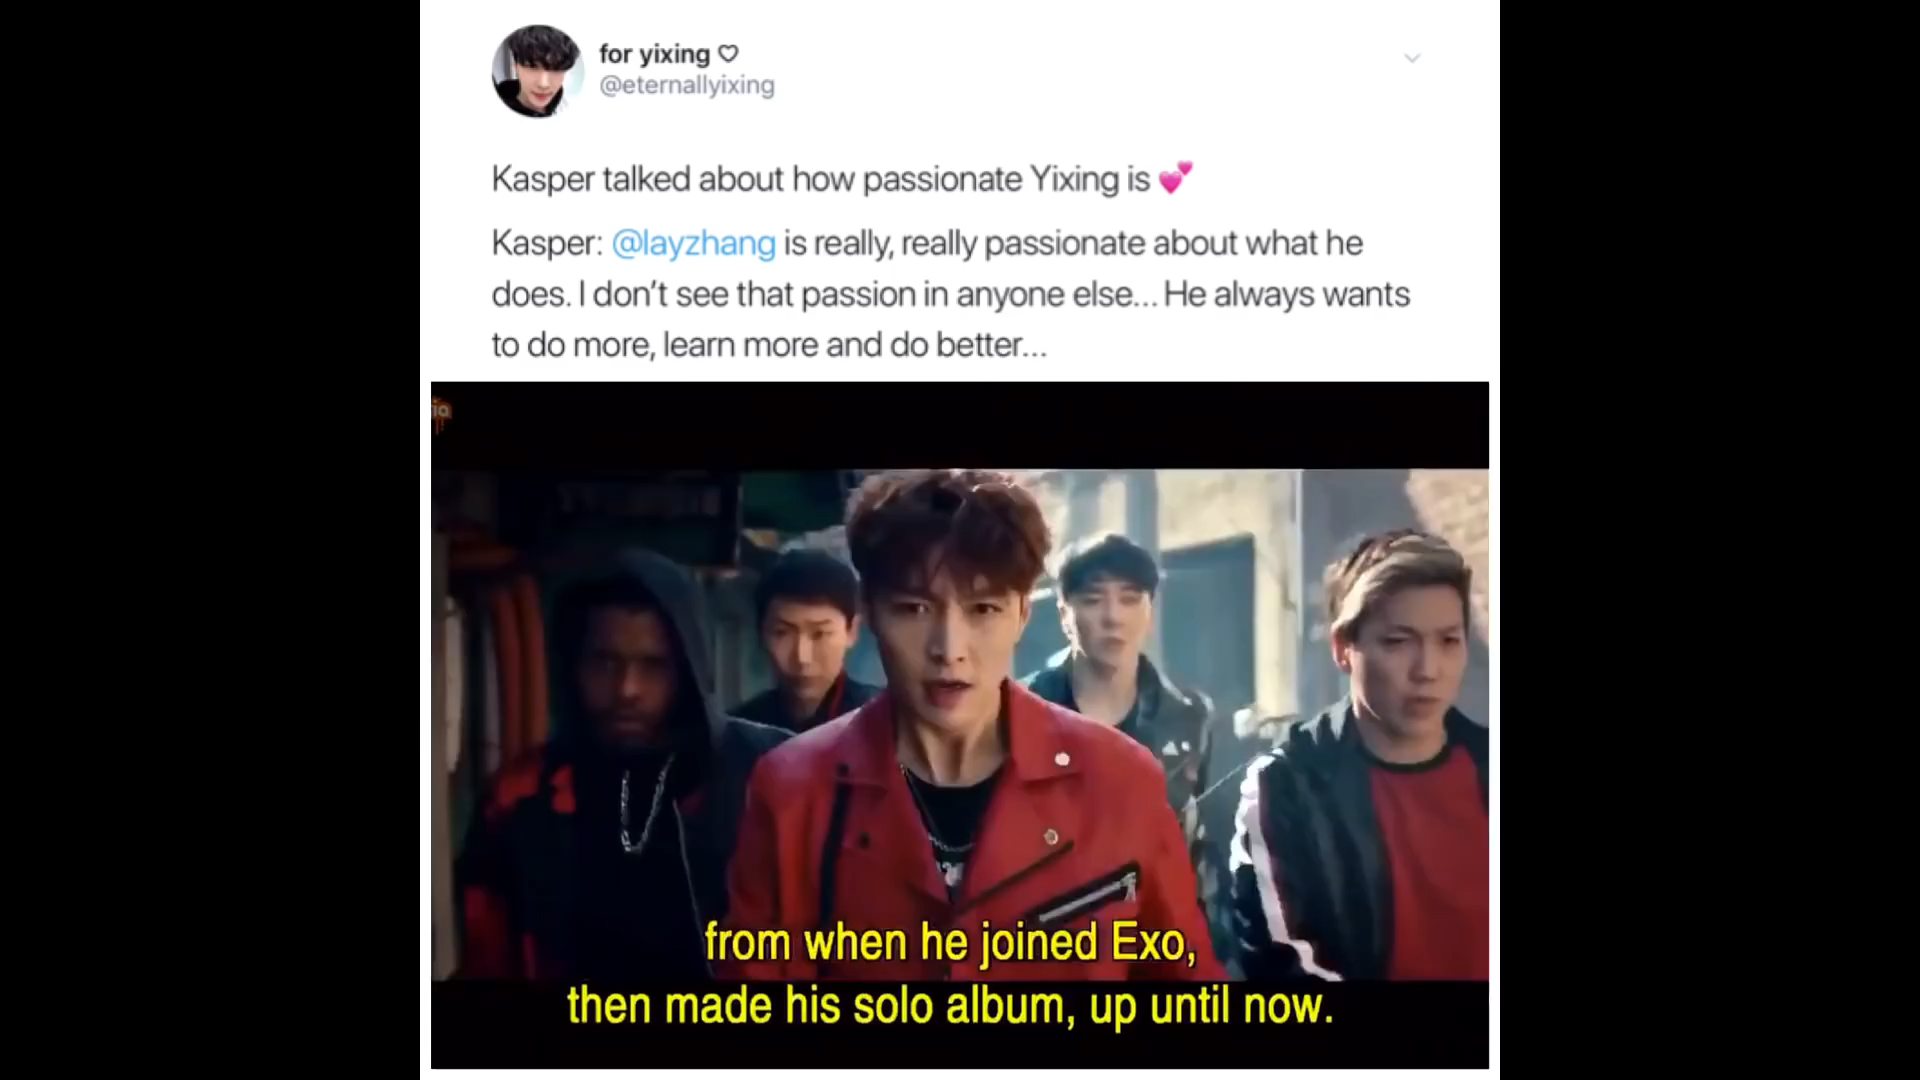 for yixing ♡
@eternallyixing
Kasper talked about how passionate Yixing is 💕
Kasper: @layzhang is really, really passionate about what he
does. I don't see that passion in anyone else... He always wants
to do more, learn more and do better...
ia
from when he joined Exo,
then made his solo album, up until now.